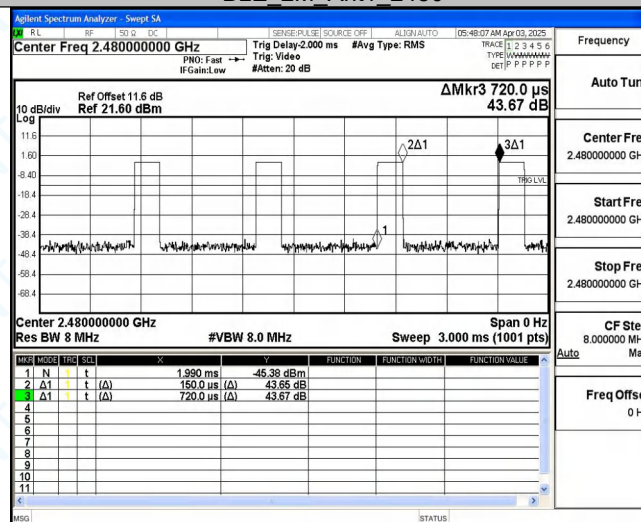 Agilent Spectrum Analyzer - Swept SA
RL RF 50 Ω DC SENSE:PULSE SOURCE OFF ALIGN AUTO 05:48:07 AM Apr 03, 2025
Center Freq 2.480000000 GHz
PNO: Fast
IFGain:Low
Trig Delay-2.000 ms #Avg Type: RMS
Trig: Video
#Atten: 20 dB
TRACE 1 2 3 4 5 6
TYPE WWWWWW
DET P P P P P P
Ref Offset 11.6 dB
10 dB/div Ref 21.60 dBm
ΔMkr3 720.0 µs
43.67 dB
Log
11.6
1.60
-8.40
-18.4
-28.4
-38.4
-48.4
-58.4
-68.4
2Δ1
3Δ1
1
TRIG LVL
Center 2.480000000 GHz Span 0 Hz
Res BW 8 MHz #VBW 8.0 MHz Sweep 3.000 ms (1001 pts)
MKR MODE TRC SCL X Y FUNCTION FUNCTION WIDTH FUNCTION VALUE
1 N 1 t 1.990 ms -45.38 dBm
2 Δ1 1 t (Δ) 150.0 µs (Δ) 43.65 dB
3 Δ1 1 t (Δ) 720.0 µs (Δ) 43.67 dB
4
5
6
7
8
9
10
11
MSG STATUS
Frequency
Auto Tun
Center Fre
2.480000000 GH
Start Fre
2.480000000 GH
Stop Fre
2.480000000 GH
CF Ste
8.000000 MH
Auto Ma
Freq Offse
0 H